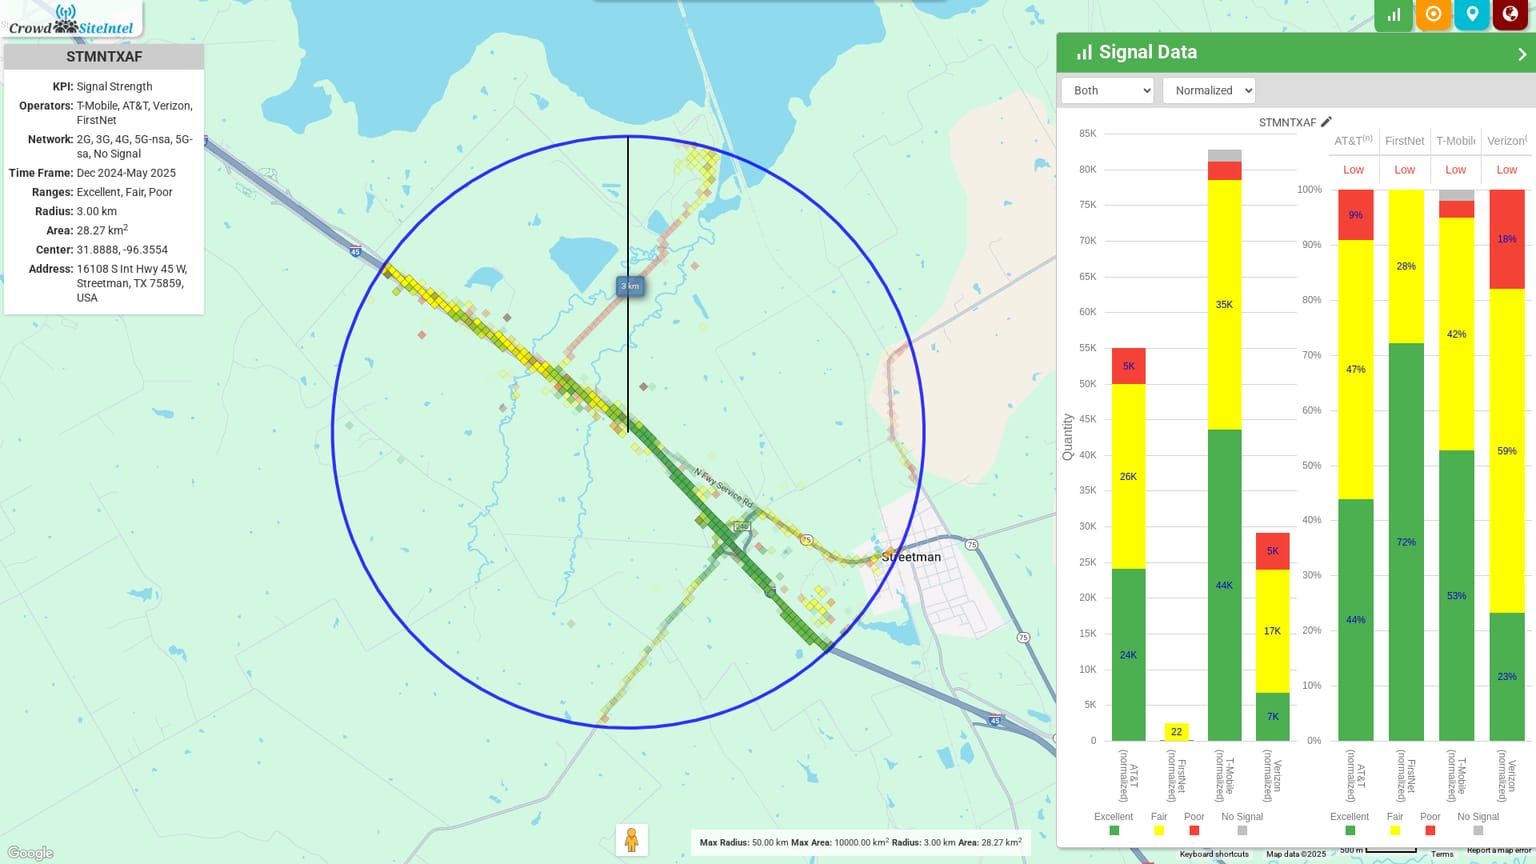 Crowd SiteIntel
STMNTXAF
KPI: Signal Strength
Operators: T-Mobile, AT&T, Verizon,
FirstNet
Network: 2G, 3G, 4G, 5G-nsa, 5G-
sa, No Signal
Time Frame: Dec 2024-May 2025
Ranges: Excellent, Fair, Poor
Radius: 3.00 km
Area: 28.27 km²
Center: 31.8888, -96.3554
Address: 16108 S Int Hwy 45 W,
Streetman, TX 75859,
USA
45
3 km
N Fwy Service Rd
246
75
Streetman
75
75
45
Google
Max Radius: 50.00 km Max Area: 10000.00 km² Radius: 3.00 km Area: 28.27 km²
Signal Data
Both
Normalized
STMNTXAF
Quantity
85K
80K
75K
70K
65K
60K
55K
50K
45K
40K
35K
30K
25K
20K
15K
10K
5K
0
5K
26K
24K
22
35K
44K
5K
17K
7K
AT&T (normalized)
FirstNet (normalized)
T-Mobile (normalized)
Verizon (normalized)
Excellent Fair Poor No Signal
AT&T(n) FirstNet T-Mobile Verizon(
Low Low Low Low
100%
90%
80%
70%
60%
50%
40%
30%
20%
10%
0%
9%
47%
44%
28%
72%
42%
53%
18%
59%
23%
AT&T (normalized)
FirstNet (normalized)
T-Mobile (normalized)
Verizon (normalized)
Excellent Fair Poor No Signal
Keyboard shortcuts Map data ©2025 500 m Terms Report a map error